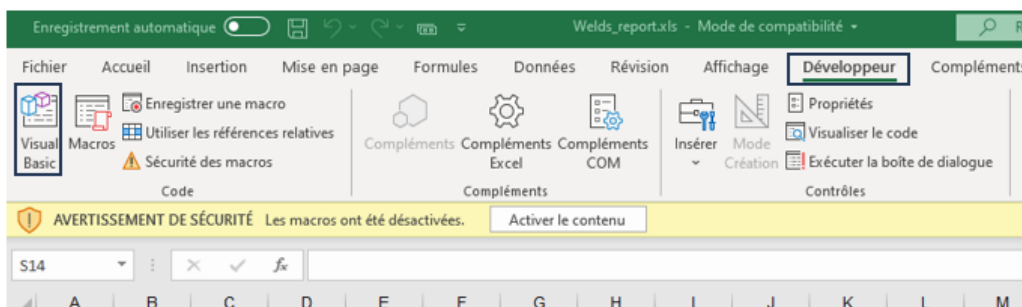 Enregistrement automatique
Welds_report.xls - Mode de compatibilité
Fichier Accueil Insertion Mise en page Formules Données Révision Affichage Développeur Compléments
Visual Basic
Macros
Enregistrer une macro
Utiliser les références relatives
Sécurité des macros
Code
Compléments
Compléments Excel
Compléments COM
Compléments
Insérer
Mode Création
Propriétés
Visualiser le code
Exécuter la boîte de dialogue
Contrôles
AVERTISSEMENT DE SÉCURITÉ Les macros ont été désactivées. Activer le contenu
S14 fx
A B C D E F G H I J K L M